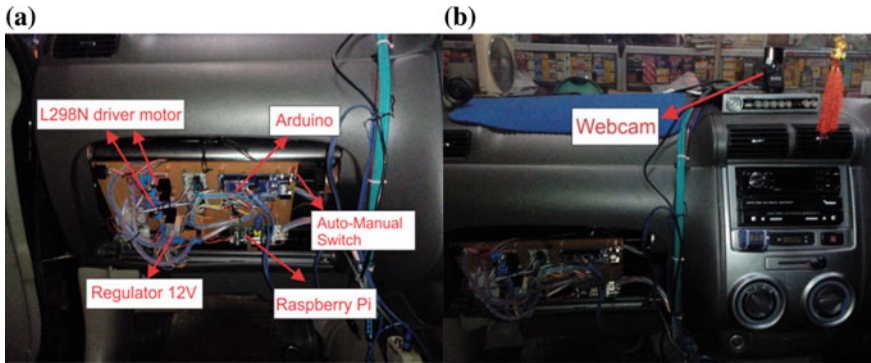 (a)
(b)
L298N driver motor
Arduino
Webcam
Auto-Manual
Switch
Regulator 12V
Raspberry Pi